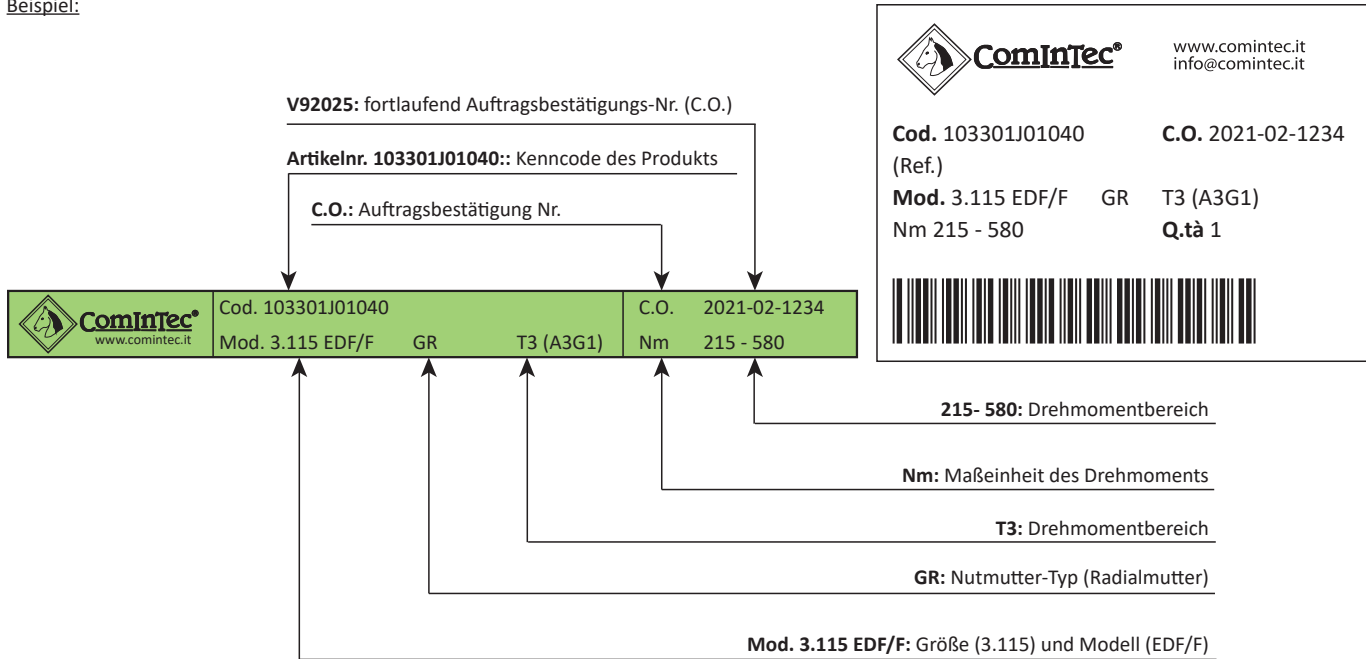 Beispiel:
V92025: fortlaufend Auftragsbestätigungs-Nr. (C.O.)
Artikelnr. 103301J01040:: Kenncode des Produkts
C.O.: Auftragsbestätigung Nr.
ComInTec®
www.comintec.it
Cod. 103301J01040
C.O. 2021-02-1234
Mod. 3.115 EDF/F GR T3 (A3G1)
Nm 215 - 580
ComInTec®
www.comintec.it
info@comintec.it
Cod. 103301J01040 C.O. 2021-02-1234
(Ref.)
Mod. 3.115 EDF/F GR T3 (A3G1)
Nm 215 - 580 Q.tà 1
215- 580: Drehmomentbereich
Nm: Maßeinheit des Drehmoments
T3: Drehmomentbereich
GR: Nutmutter-Typ (Radialmutter)
Mod. 3.115 EDF/F: Größe (3.115) und Modell (EDF/F)